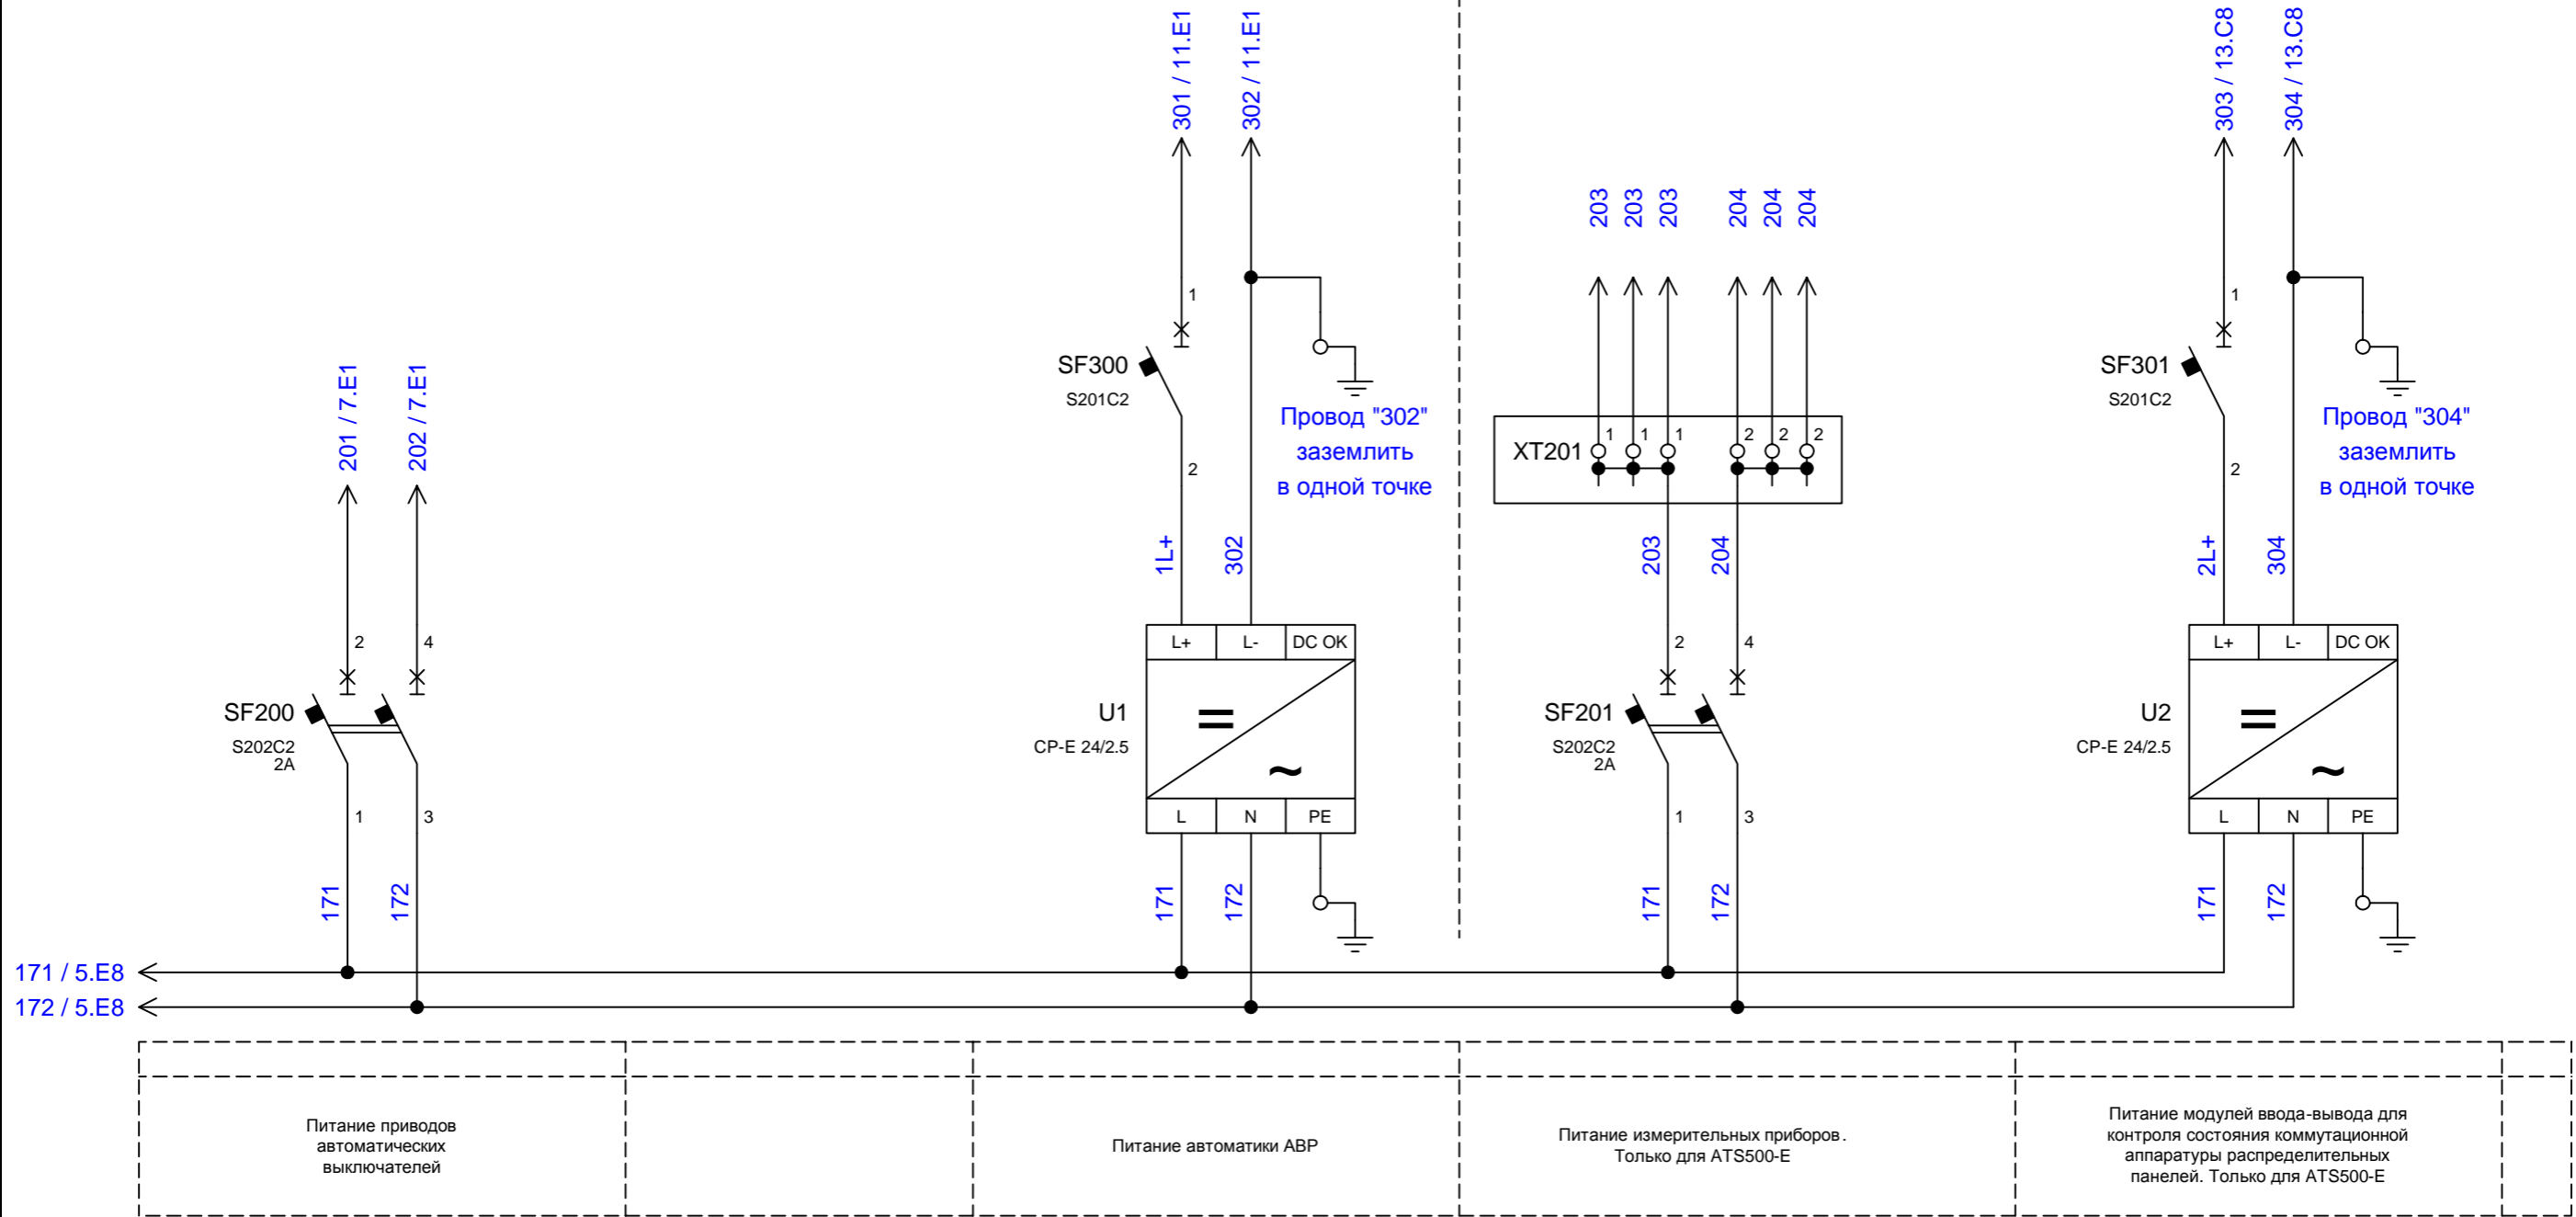 301 / 11.E1
302 / 11.E1
303 / 13.C8
304 / 13.C8
203
203
203
204
204
204
1
1
SF300
S201C2
SF301
S201C2
201 / 7.E1
202 / 7.E1
Провод "302"
заземлить
в одной точке
Провод "304"
заземлить
в одной точке
XT201
1
1
1
2
2
2
2
2
1L+
302
203
204
2L+
304
2
4
L+
L-
DC OK
2
4
L+
L-
DC OK
SF200
S202C2
2A
U1
CP-E 24/2.5
=
~
SF201
S202C2
2A
U2
CP-E 24/2.5
=
~
1
3
L
N
PE
1
3
L
N
PE
171
172
171
172
171
172
171
172
171 / 5.E8
172 / 5.E8
Питание приводов
автоматических
выключателей
Питание автоматики АВР
Питание измерительных приборов.
Только для ATS500-E
Питание модулей ввода-вывода для
контроля состояния коммутационной
аппаратуры распределительных
панелей. Только для ATS500-E